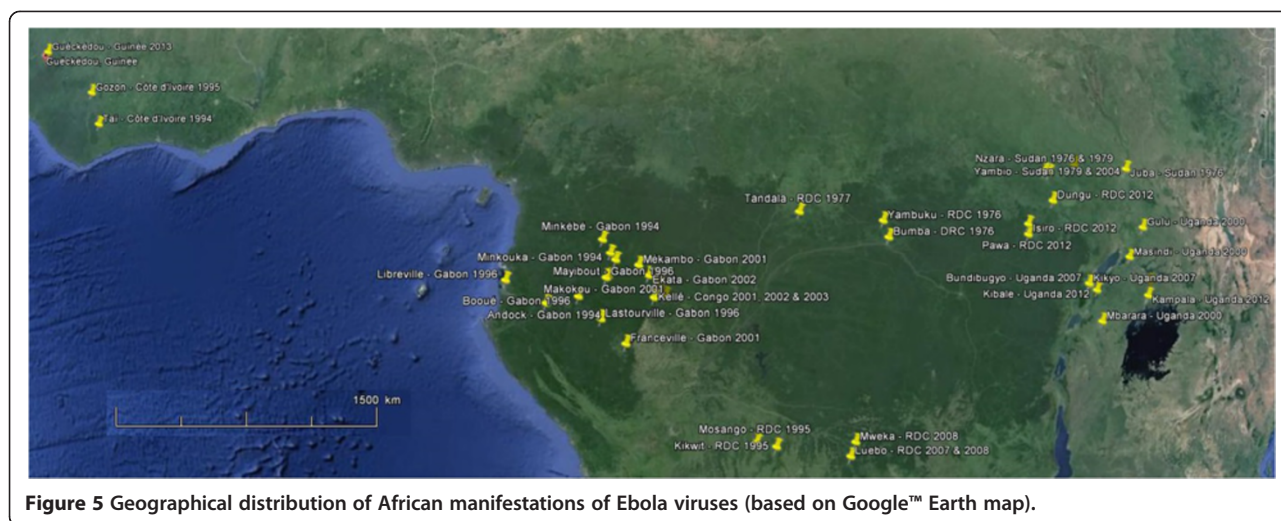 Guéckédou - Guinée 2013
Guéckédou, Guinée
Gozon - Côte d'Ivoire 1995
Tai - Côte d'Ivoire 1994
Nzara - Sudan 1976 & 1979
Yambio - Sudan 1979 & 2004
Juba - Sudan 1976
Tandala - RDC 1977
Dungu - RDC 2012
Yambuku - RDC 1976
Bumba - DRC 1976
Isiro - RDC 2012
Pawa - RDC 2012
Gulu - Uganda 2000
Minkébé - Gabon 1994
Minkouka - Gabon 1994
Mékambo - Gabon 2001
Masindi - Uganda 2000
Libreville - Gabon 1996
Mayibout - Gabon 1996
Ekata - Gabon 2002
Bundibugyo - Uganda 2007
Kikyo - Uganda 2007
Makokou - Gabon 2001
Kellé - Congo 2001, 2002 & 2003
Kibale - Uganda 2012
Kampala - Uganda 2012
Booué - Gabon 1996
Andock - Gabon 1994
Lastourville - Gabon 1996
Mbarara - Uganda 2000
Franceville - Gabon 2001
1500 km
Mosango - RDC 1995
Kikwit - RDC 1995
Mweka - RDC 2008
Luebo - RDC 2007 & 2008
Figure 5 Geographical distribution of African manifestations of Ebola viruses (based on Google™ Earth map).